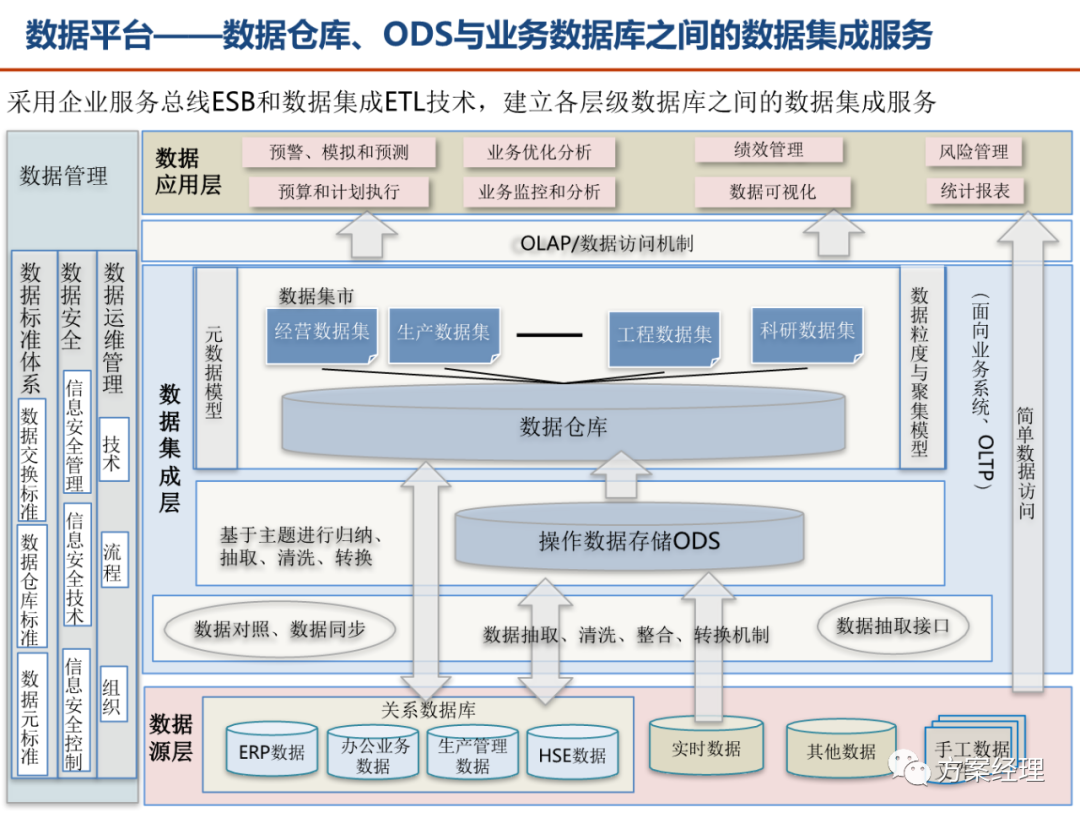 数据平台——数据仓库、ODS与业务数据库之间的数据集成服务
采用企业服务总线ESB和数据集成ETL技术，建立各层级数据库之间的数据集成服务
数据管理
数据标准体系
数据交换标准
数据仓库标准
数据元标准
数据安全
信息安全管理
信息安全技术
信息安全控制
数据运维管理
技术
流程
组织
数据
应用层
预警、模拟和预测
业务优化分析
绩效管理
风险管理
预算和计划执行
业务监控和分析
数据可视化
统计报表
OLAP/数据访问机制
数据集成层
元数据模型
数据集市
经营数据集
生产数据集
工程数据集
科研数据集
数据仓库
数据粒度与聚集模型
（面向业务系统、OLTP）
简单数据访问
基于主题进行归纳、
抽取、清洗、转换
操作数据存储ODS
数据对照、数据同步
数据抽取、清洗、整合、转换机制
数据抽取接口
数据
源层
关系数据库
ERP数据
办公业务
数据
生产管理
数据
HSE数据
实时数据
其他数据
手工数据
方案经理